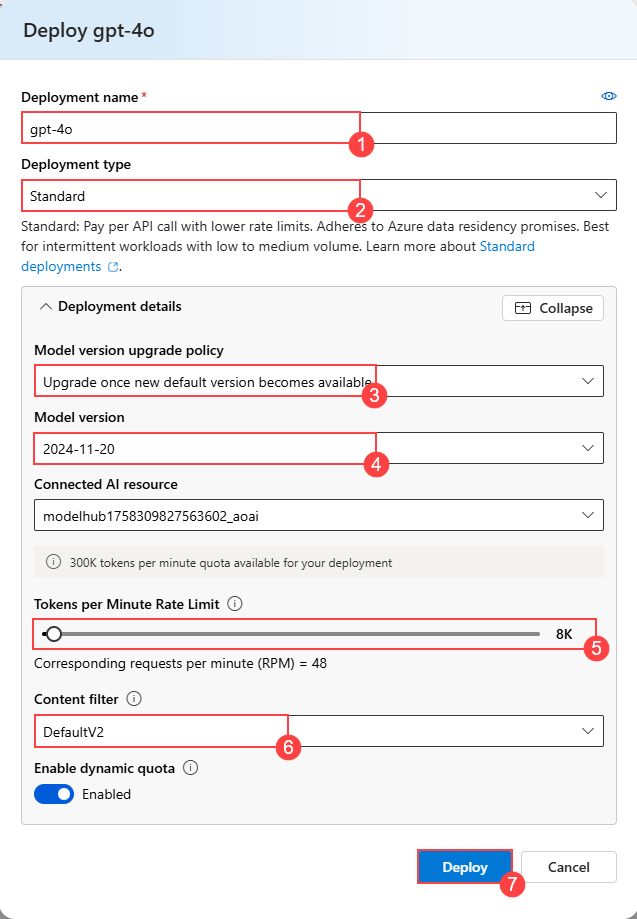 Deploy gpt-4o
Deployment name *
gpt-4o
1
Deployment type
Standard
2
Standard: Pay per API call with lower rate limits. Adheres to Azure data residency promises. Best
for intermittent workloads with low to medium volume. Learn more about Standard
deployments.
Deployment details
Collapse
Model version upgrade policy
Upgrade once new default version becomes available
3
Model version
2024-11-20
4
Connected AI resource
modelhub1758309827563602_aoai
300K tokens per minute quota available for your deployment
Tokens per Minute Rate Limit
8K
5
Corresponding requests per minute (RPM) = 48
Content filter
DefaultV2
6
Enable dynamic quota
Enabled
Deploy
Cancel
7